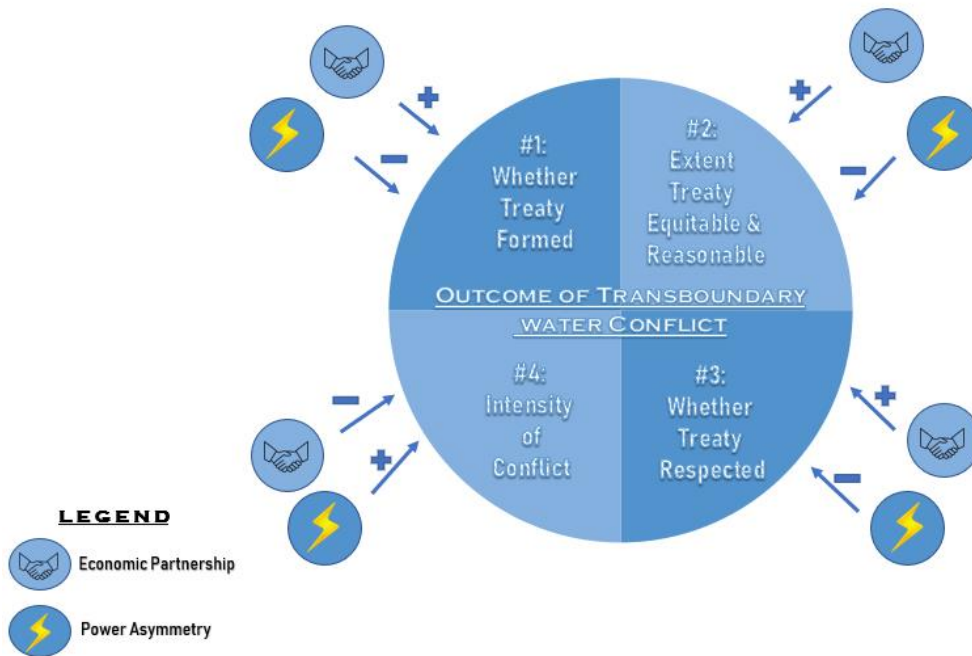 #1:
Whether
Treaty
Formed
#2:
Extent
Treaty
Equitable &
Reasonable
OUTCOME OF TRANSBOUNDARY
WATER CONFLICT
#4:
Intensity
of
Conflict
#3:
Whether
Treaty
Respected
LEGEND
Economic Partnership
Power Asymmetry